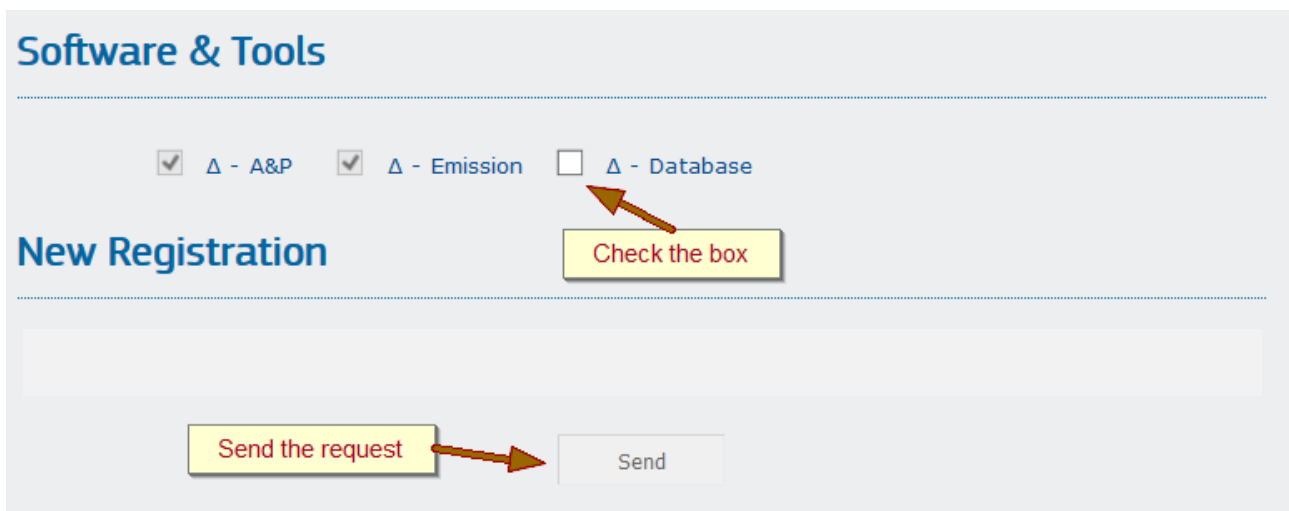 Software & Tools
Δ - A&P Δ - Emission Δ - Database
Check the box
New Registration
Send the request
Send